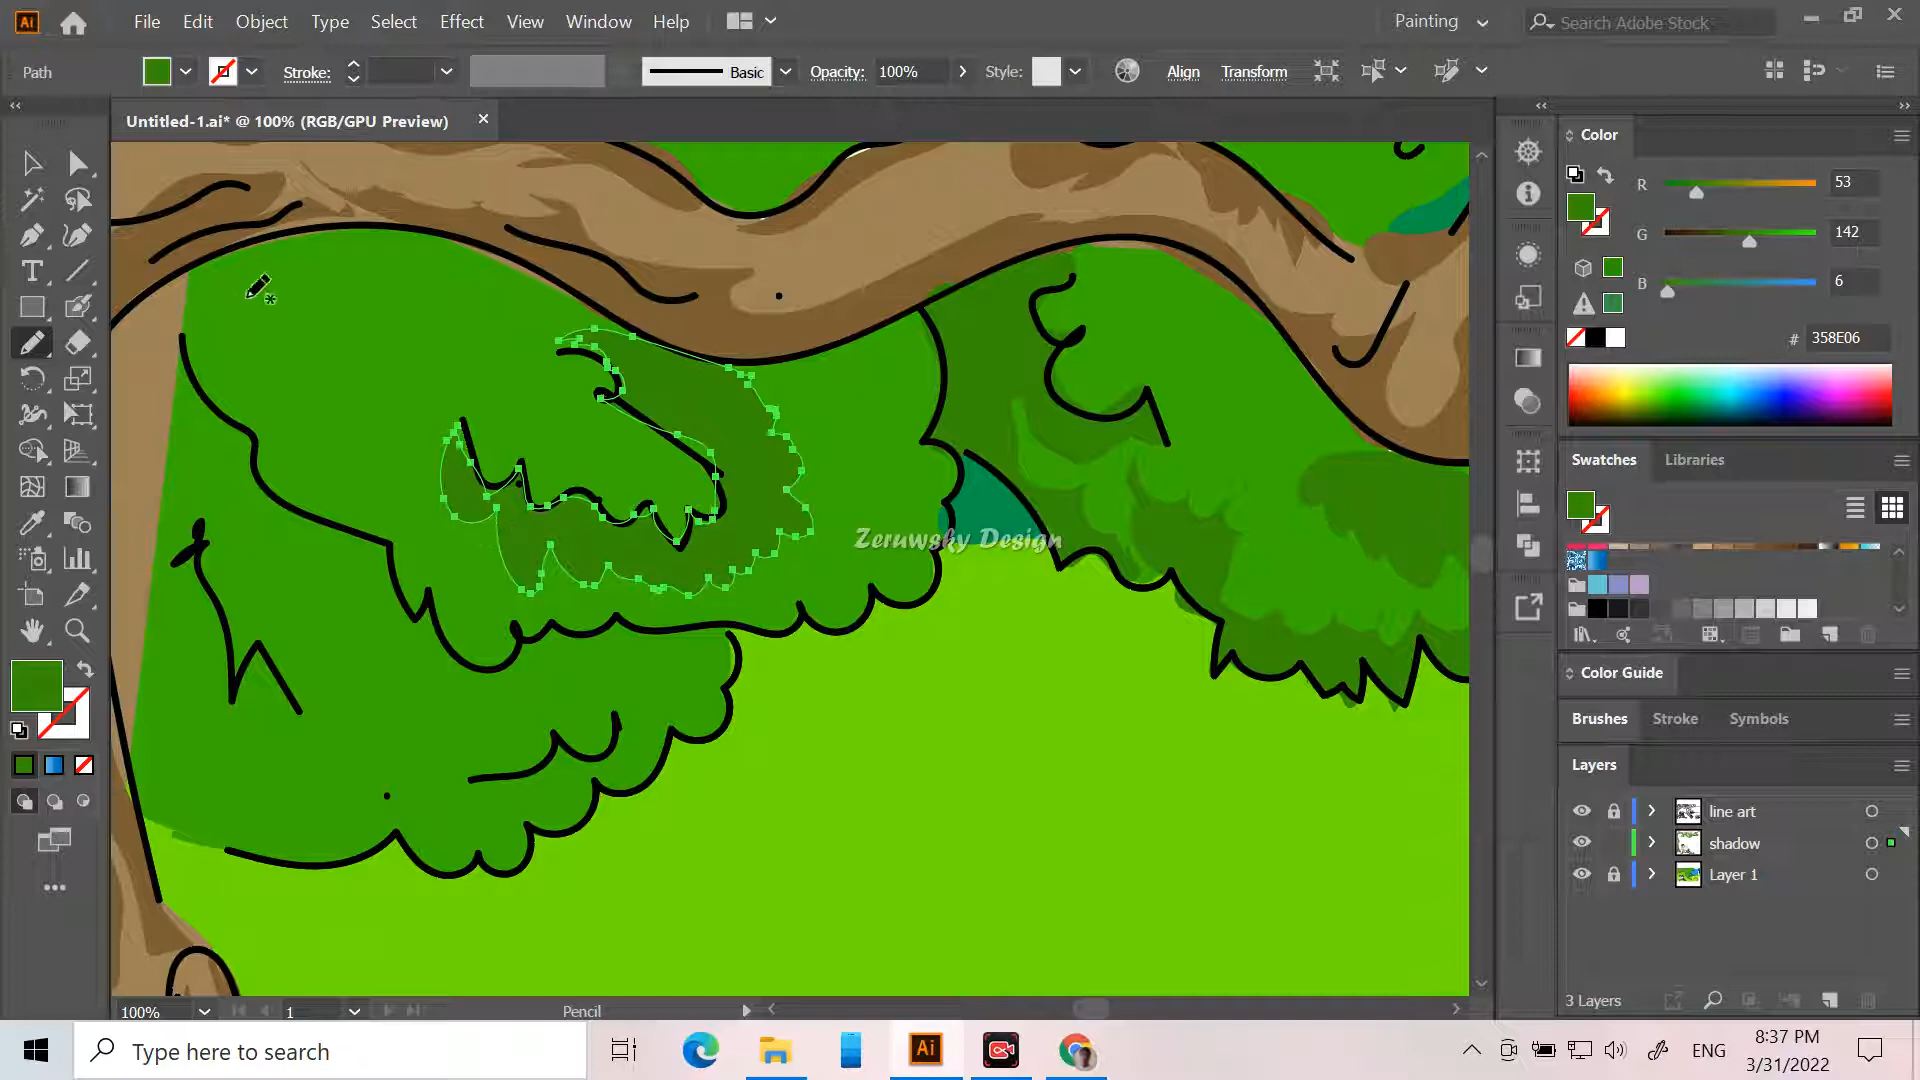 Ai File Edit Object Type Select Effect View Window Help Painting Search Adobe Stock
Path Stroke: Basic Opacity: 100% Style: Align Transform
Untitled-1.ai* @ 100% (RGB/GPU Preview)
Color
R 53
G 142
B 6
# 358E06
Swatches Libraries
Zeruwsky Design
Color Guide
Brushes Stroke Symbols
Layers
line art
shadow
Layer 1
3 Layers
100% 1 Pencil
Type here to search
Ai
ENG
8:37 PM
3/31/2022